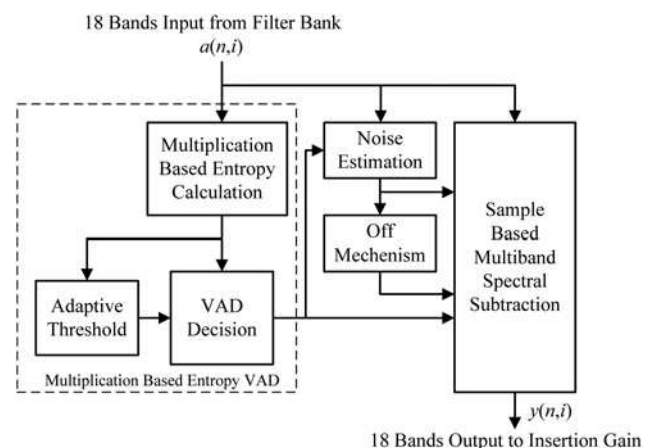 18 Bands Input from Filter Bank
a(n,i)
Multiplication
Based Entropy
Calculation
Noise
Estimation
Off
Mechenism
Sample
Based
Multiband
Spectral
Subtraction
Adaptive
Threshold
VAD
Decision
Multiplication Based Entropy VAD
y(n,i)
18 Bands Output to Insertion Gain